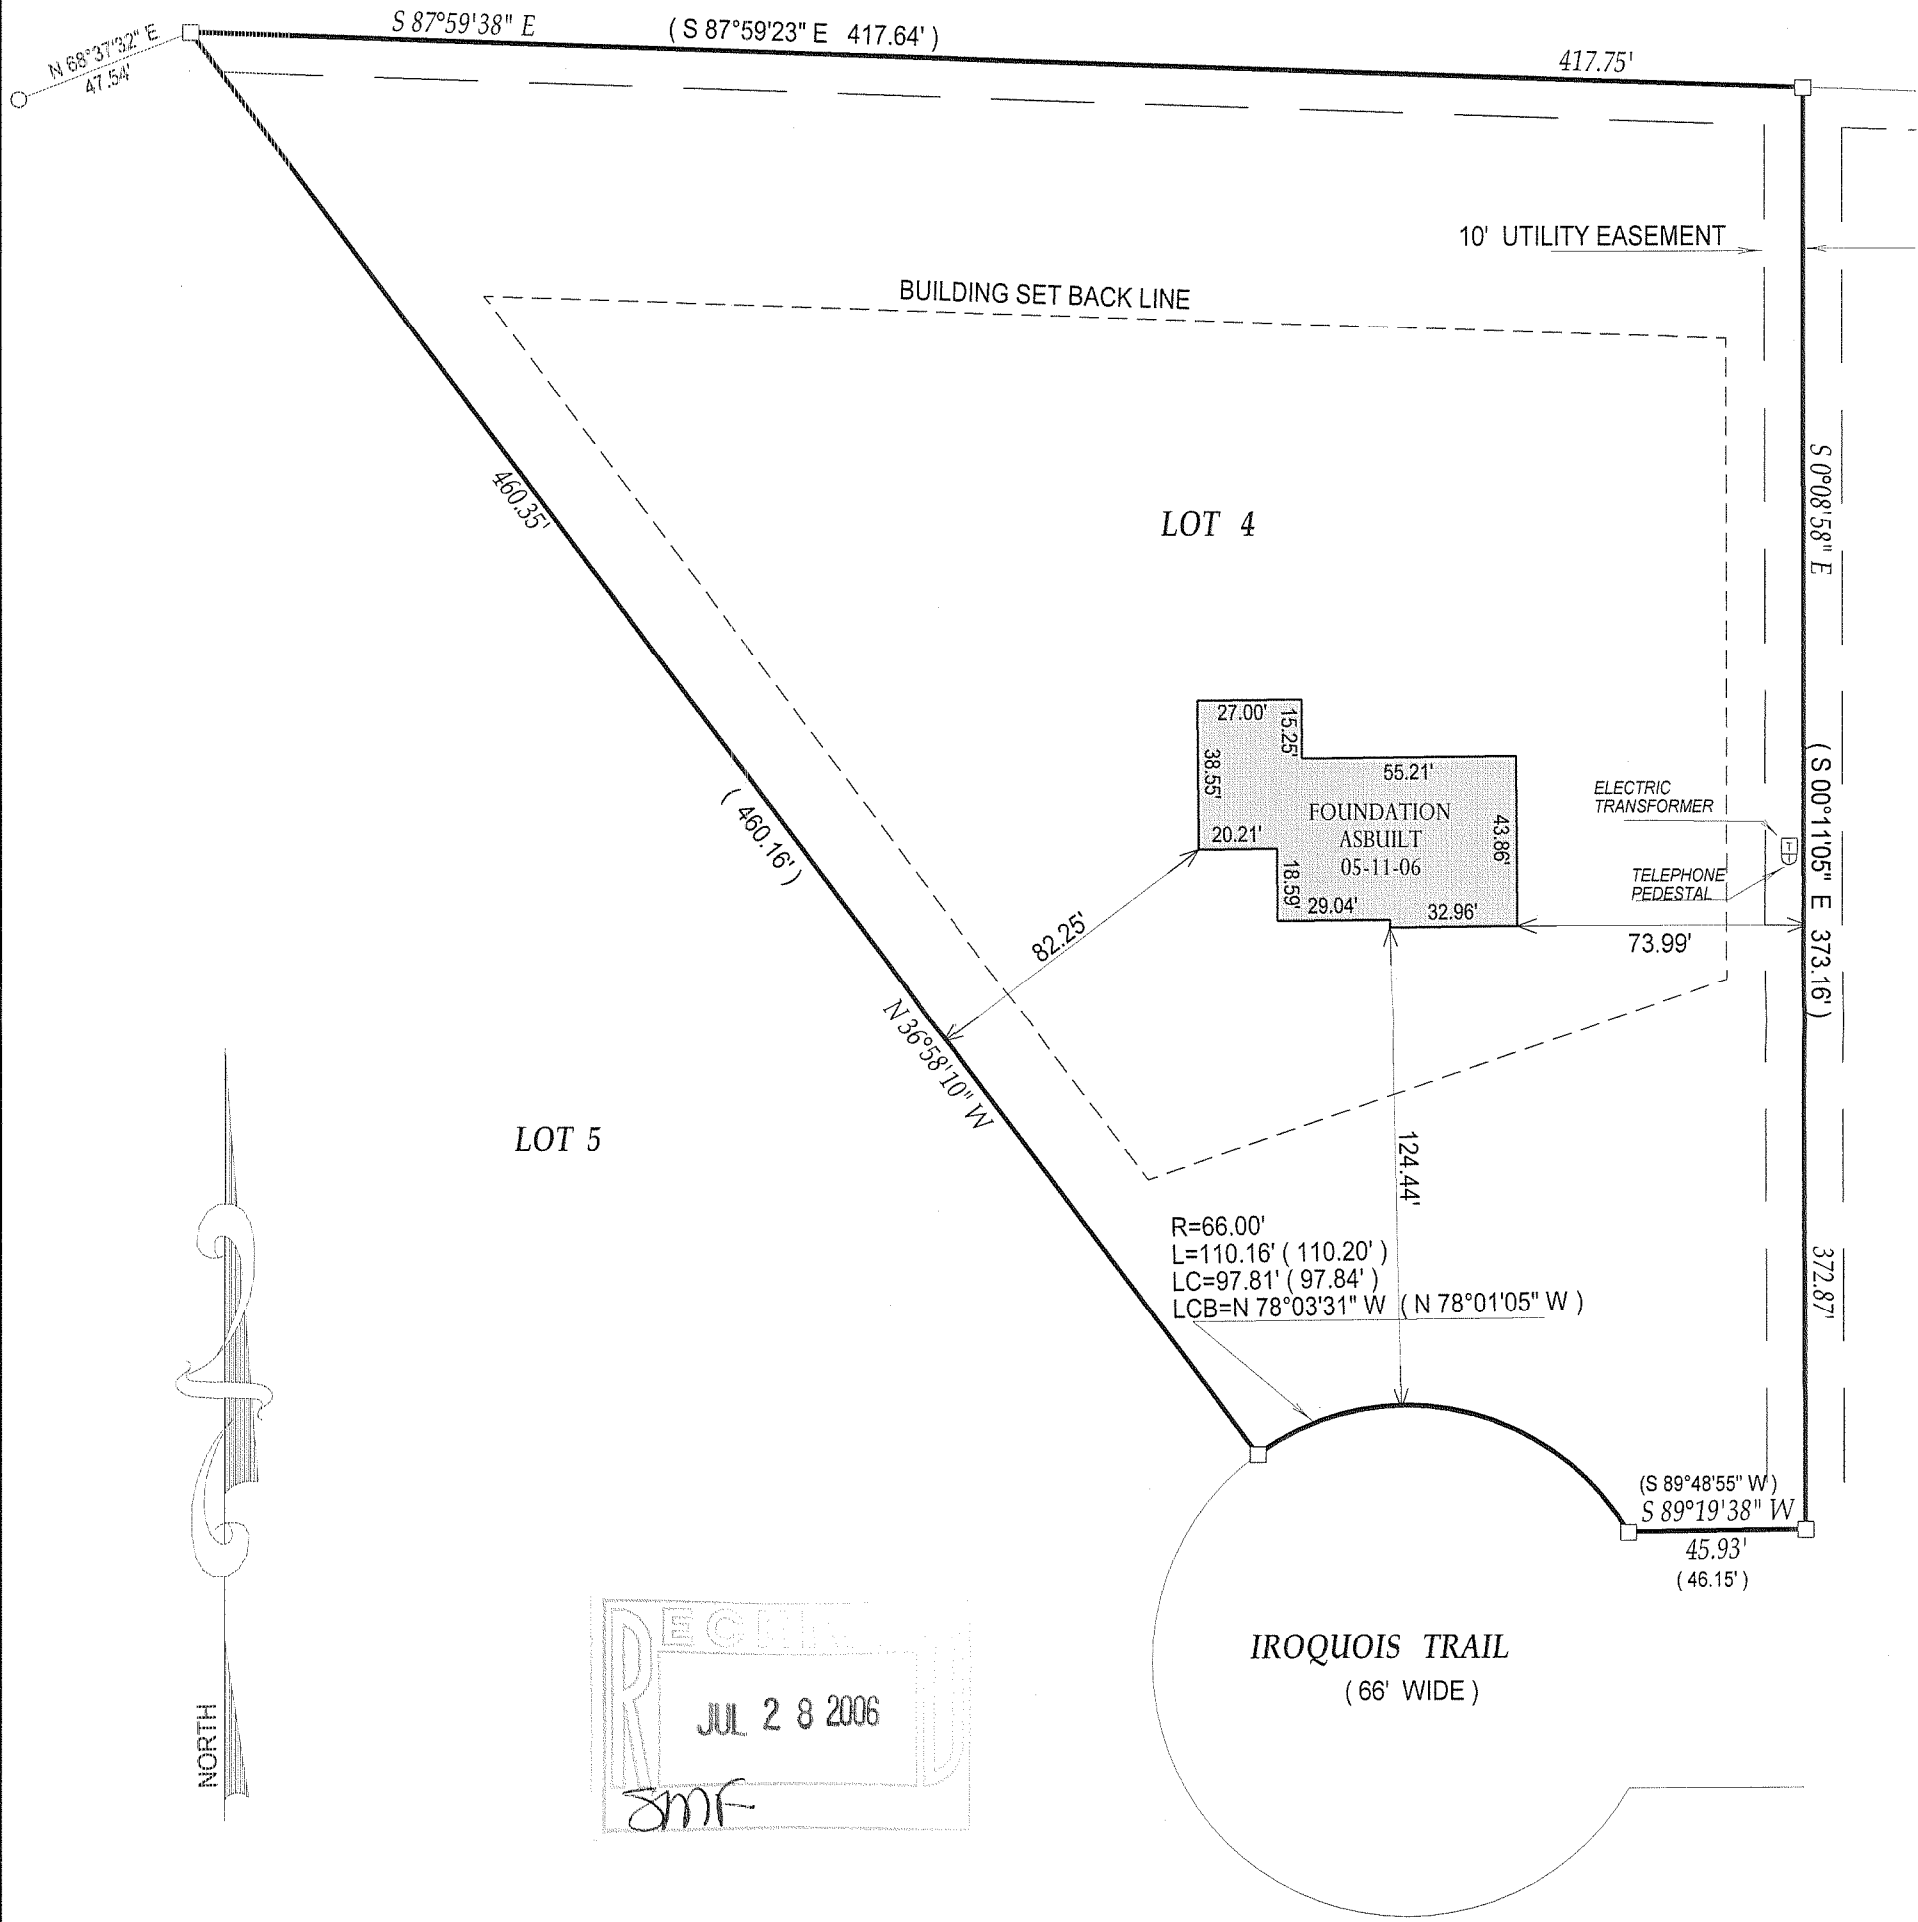 S 87°59'38" E
( S 87°59'23" E 417.64' )
417.75'
N 68°37'32" E
47.54'
10' UTILITY EASEMENT
BUILDING SET BACK LINE
S 0°08'58" E
460.35'
LOT 4
27.00'
15.25'
38.55'
55.21'
( S 00°11'05" E 373.16' )
ELECTRIC
TRANSFORMER
FOUNDATION
ASBUILT
05-11-06
43.86'
20.21'
( 460.16' )
18.59'
29.04'
32.96'
TELEPHONE
PEDESTAL
T
82.25'
73.99'
N 36°58'10" W
LOT 5
124.44'
R=66.00'
L=110.16' ( 110.20' )
LC=97.81' ( 97.84' )
LCB=N 78°03'31" W ( N 78°01'05" W )
372.87'
(S 89°48'55" W )
S 89°19'38" W
45.93'
( 46.15' )
IROQUOIS TRAIL
( 66' WIDE )
NORTH
JUL 28 2006